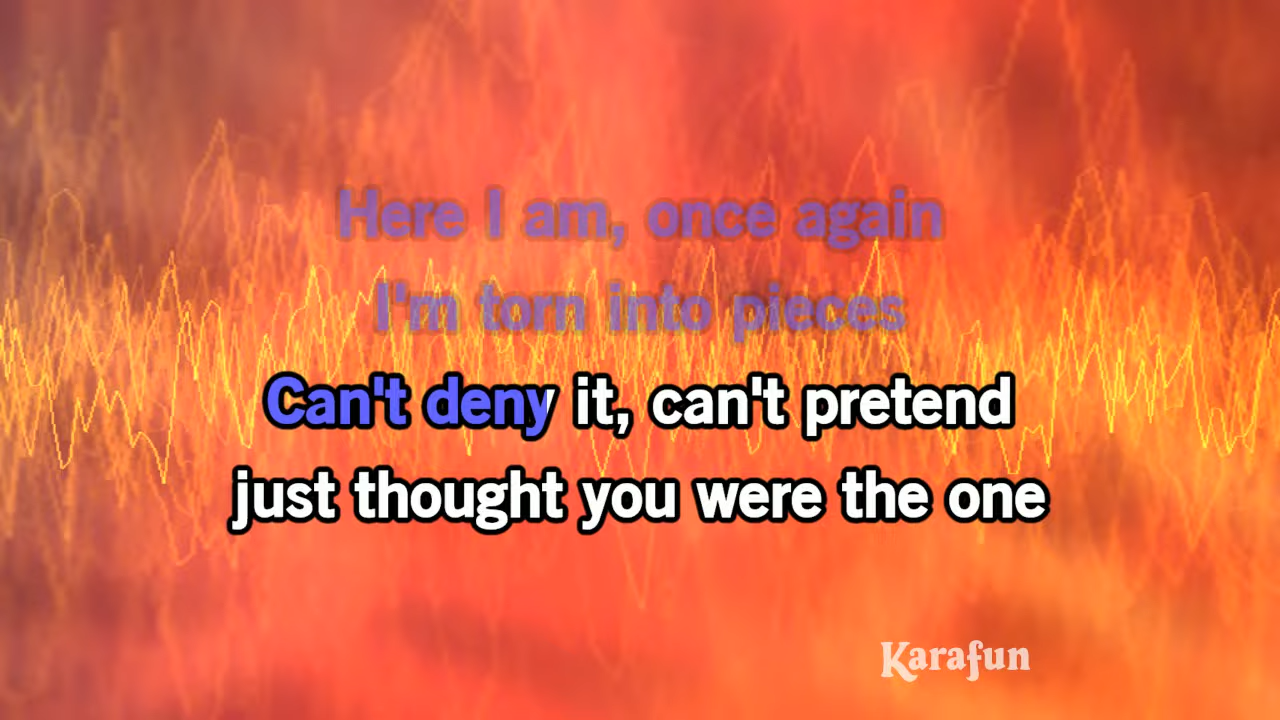 Here I am, once again
I'm torn into pieces
Can't deny it, can't pretend
just thought you were the one
Karafun